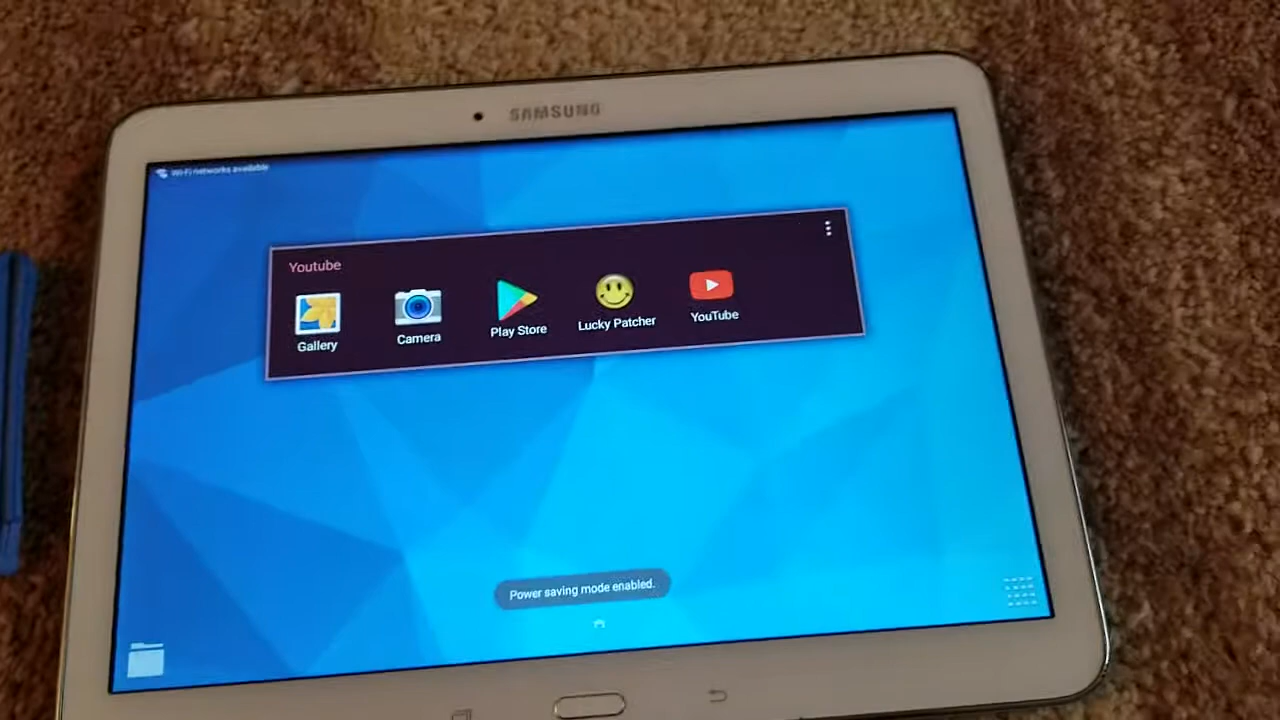 SAMSUNG
Wi-Fi networks available
Youtube
Gallery
Camera
Play Store
Lucky Patcher
YouTube
Power saving mode enabled.